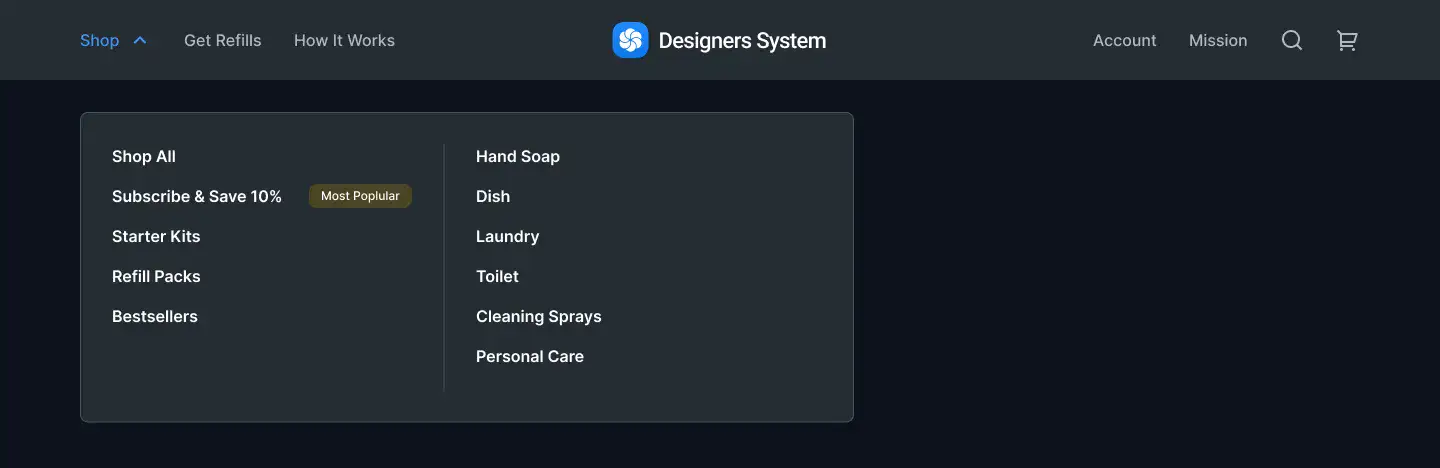 Shop
Get Refills
How It Works
Designers System
Account
Mission
Shop All
Subscribe & Save 10%
Most Poplular
Starter Kits
Refill Packs
Bestsellers
Hand Soap
Dish
Laundry
Toilet
Cleaning Sprays
Personal Care